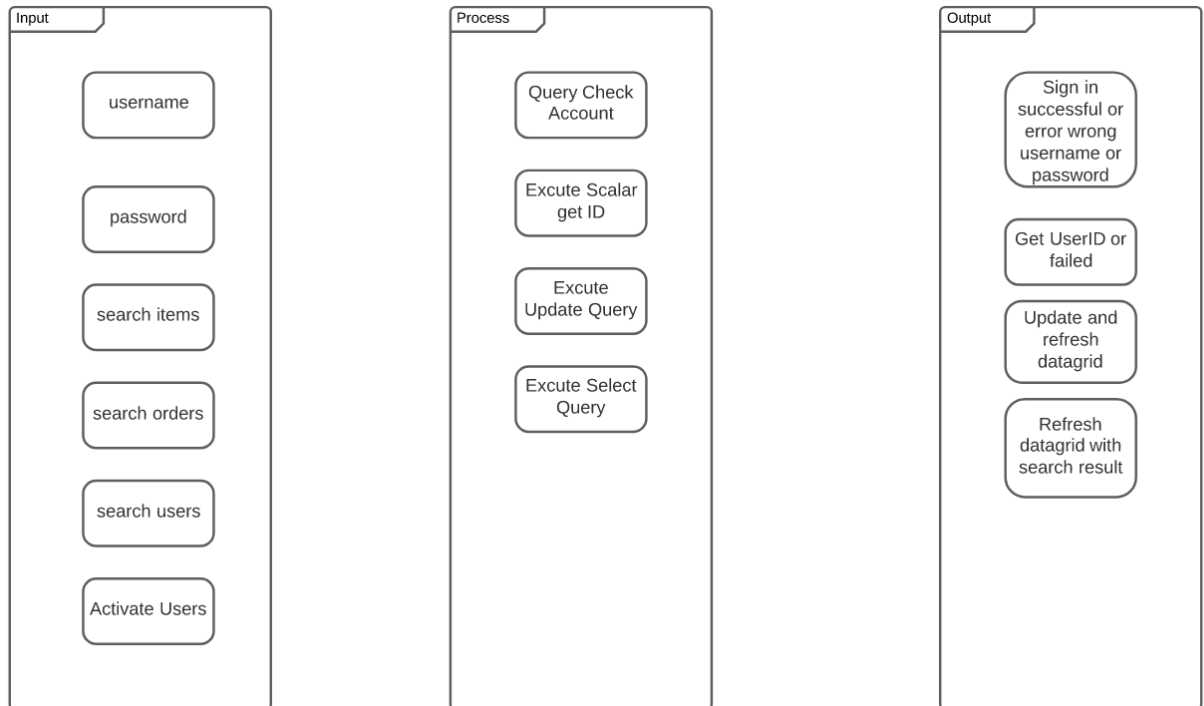 Input
username
password
search items
search orders
search users
Activate Users
Process
Query Check
Account
Excute Scalar
get ID
Excute
Update Query
Excute Select
Query
Output
Sign in
successful or
error wrong
username or
password
Get UserID or
failed
Update and
refresh
datagrid
Refresh
datagrid with
search result